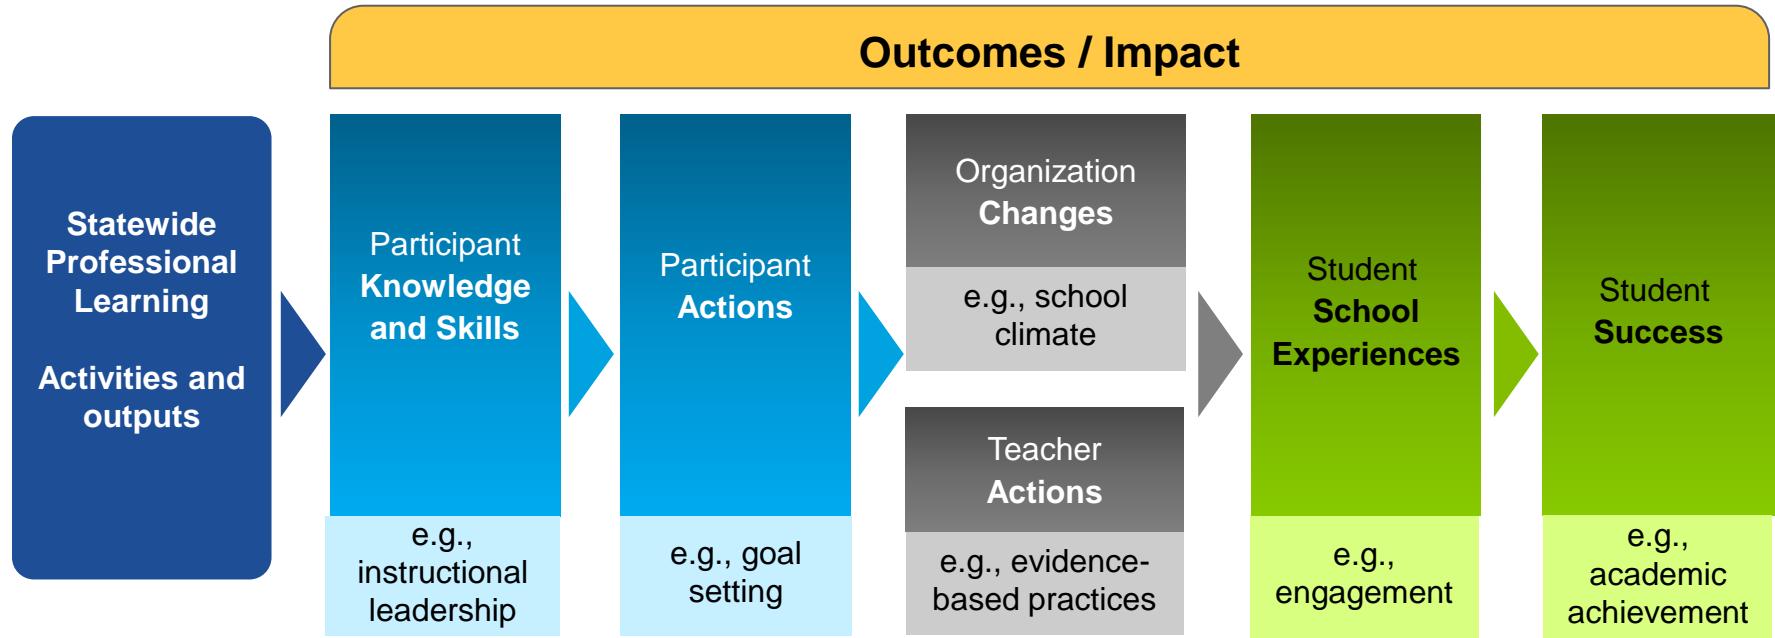 Outcomes / Impact
Statewide
Professional
Learning
Activities and
outputs
Participant
Knowledge
and Skills
e.g.,
instructional
leadership
Participant
Actions
e.g., goal
setting
Organization
Changes
e.g., school
climate
Teacher
Actions
e.g., evidence-
based practices
Student
School
Experiences
e.g.,
engagement
Student
Success
e.g.,
academic
achievement